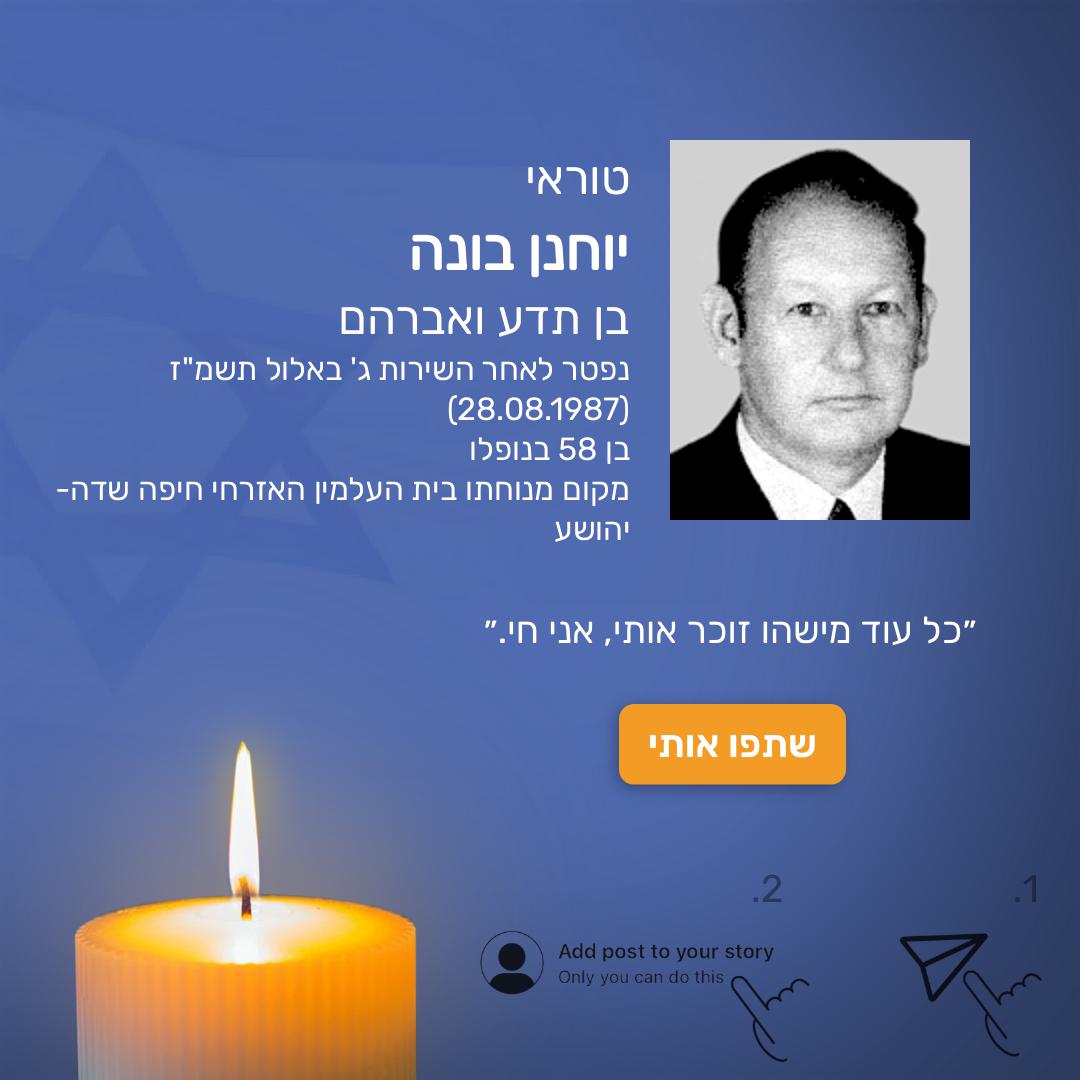 טוראי
יוחנן בונה
בן תדע ואברהם
נפטר לאחר השירות ג' באלול תשמ"ז
(28.08.1987)
בן 58 בנופלו
מקום מנוחתו בית העלמין האזרחי חיפה שדה-
יהושע
״כל עוד מישהו זוכר אותי, אני חי.״
שתפו אותי
1.
2.
Add post to your story
Only you can do this